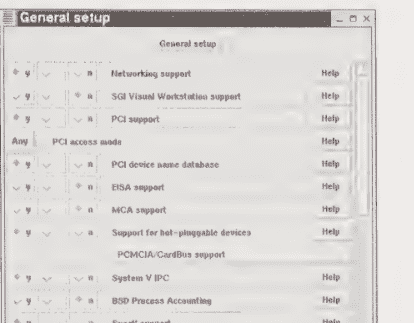 General setup
General setup
y n Networking support Help
y n SGI Visual Workstation support Help
y n PCI support Help
Any PCI access mode Help
y n PCI device name database Help
y n EISA support Help
y n MCA support Help
y n Support for hot-pluggable devices Help
PCMCIA/CardBus support
y n System V IPC Help
y n BSD Process Accounting Help
y n Sysctl support Help